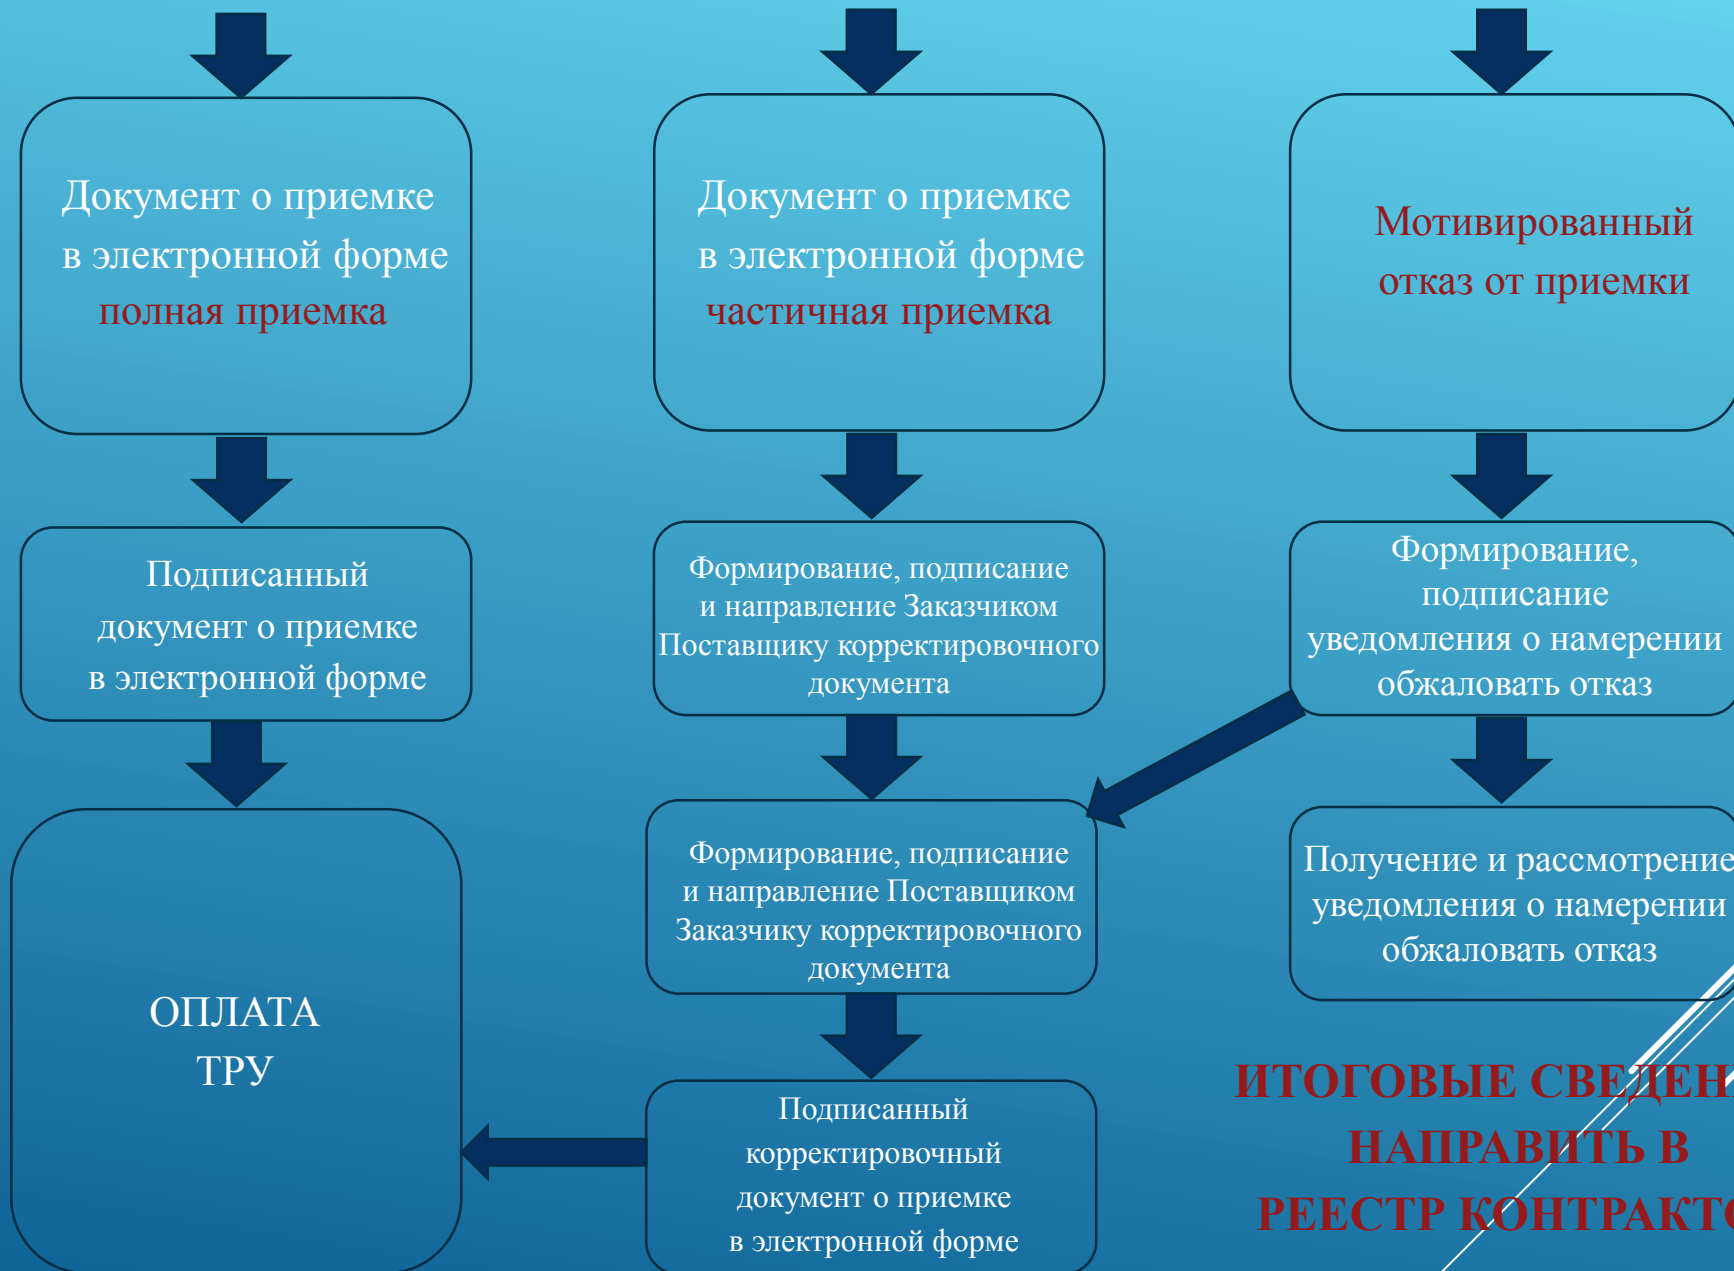 Документ о приемке
в электронной форме
полная приемка
Документ о приемке
в электронной форме
частичная приемка
Мотивированный
отказ от приемки
Подписанный
документ о приемке
в электронной форме
Формирование, подписание
и направление Заказчиком
Поставщику корректировочного
документа
Формирование,
подписание
уведомления о намерении
обжаловать отказ
ОПЛАТА
ТРУ
Формирование, подписание
и направление Поставщиком
Заказчику корректировочного
документа
Получение и рассмотрение
уведомления о намерении
обжаловать отказ
Подписанный
корректировочный
документ о приемке
в электронной форме
ИТОГОВЫЕ
НАПРАВИТЬ В
РЕЕСТР